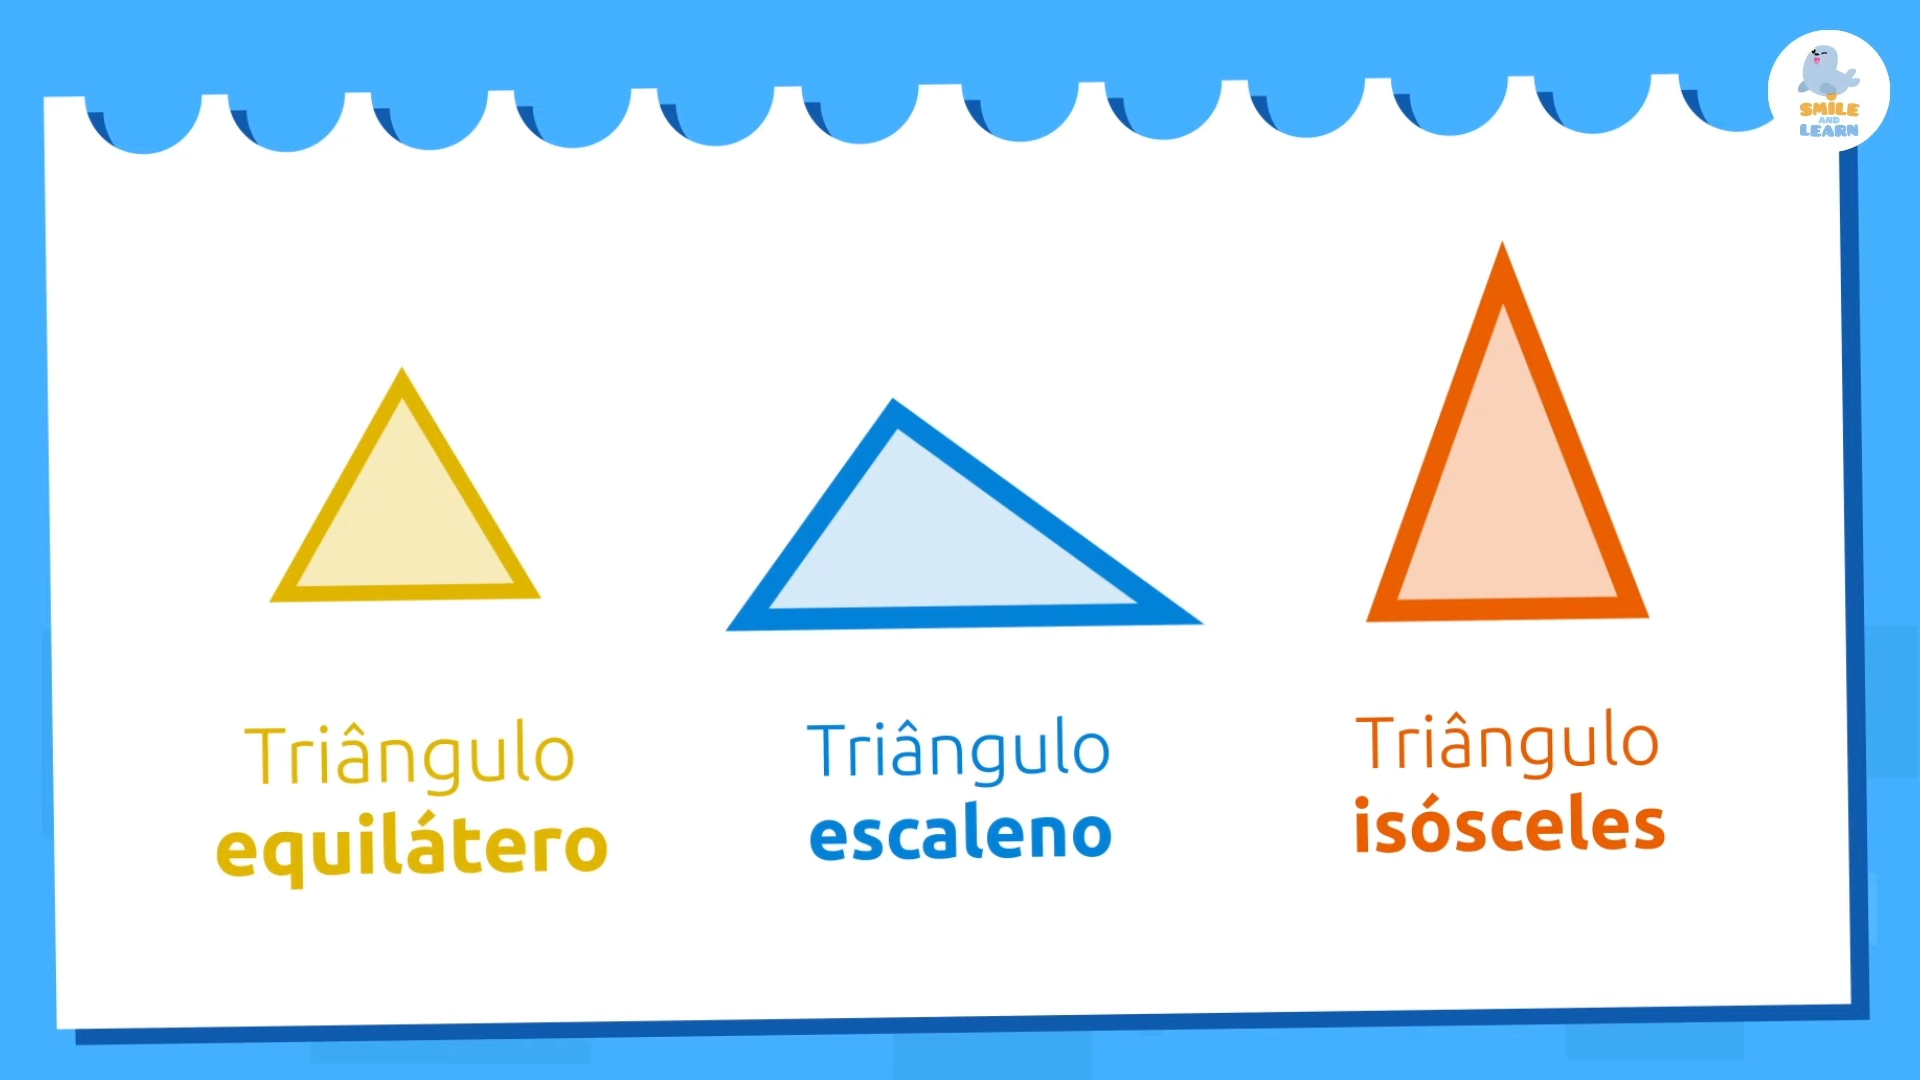 SMILE
AND
LEARN
Triângulo
equilátero
Triângulo
escaleno
Triângulo
isósceles